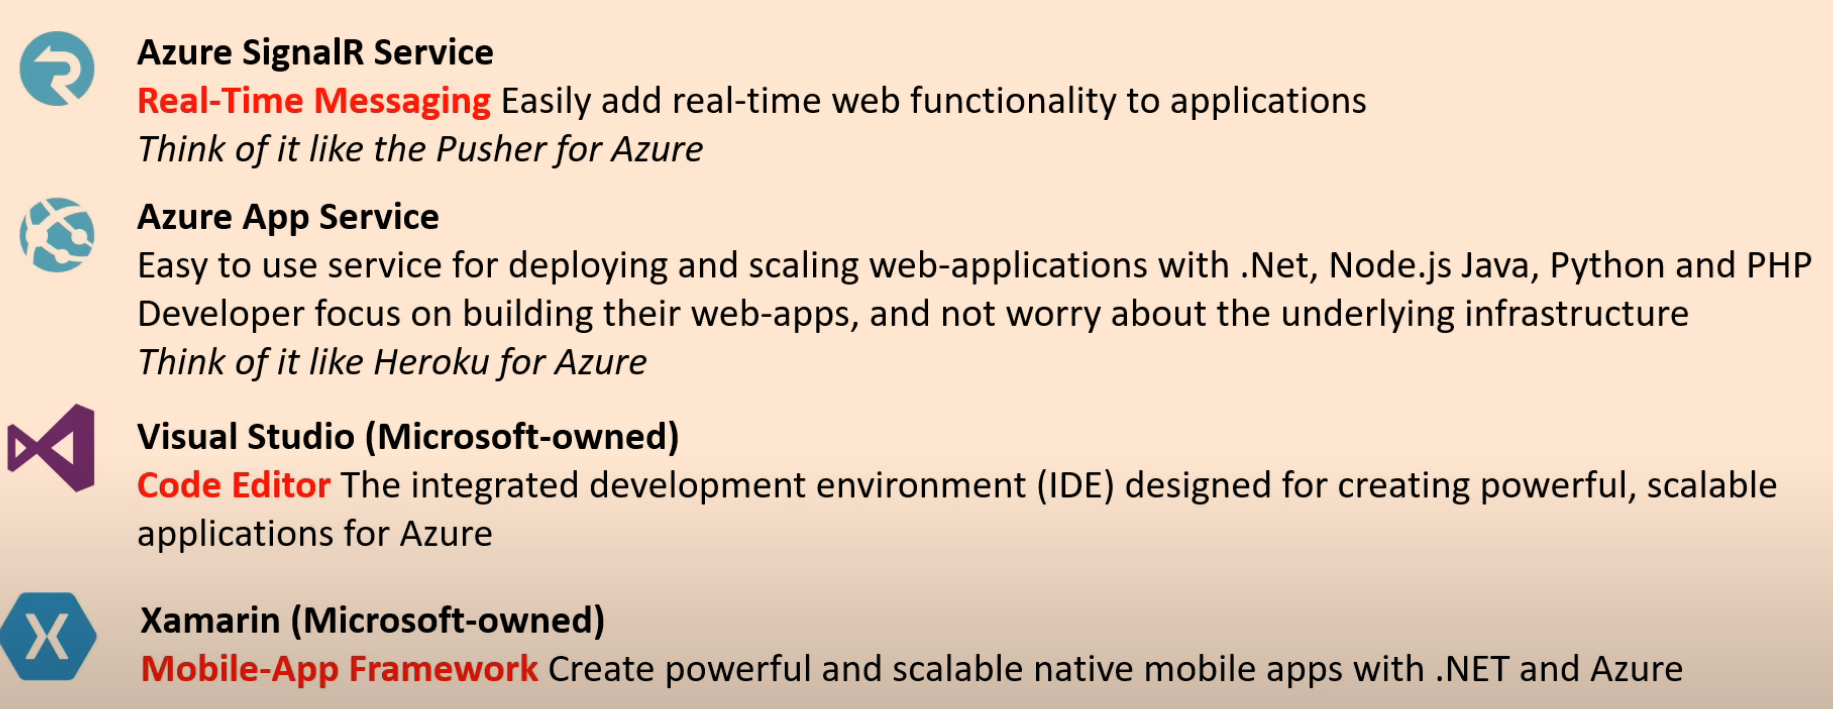 Azure SignalR Service
Real-Time Messaging Easily add real-time web functionality to applications
Think of it like the Pusher for Azure
Azure App Service
Easy to use service for deploying and scaling web-applications with .Net, Node.js Java, Python and PHP
Developer focus on building their web-apps, and not worry about the underlying infrastructure
Think of it like Heroku for Azure
Visual Studio (Microsoft-owned)
Code Editor The integrated development environment (IDE) designed for creating powerful, scalable
applications for Azure
Xamarin (Microsoft-owned)
Mobile-App Framework Create powerful and scalable native mobile apps with .NET and Azure